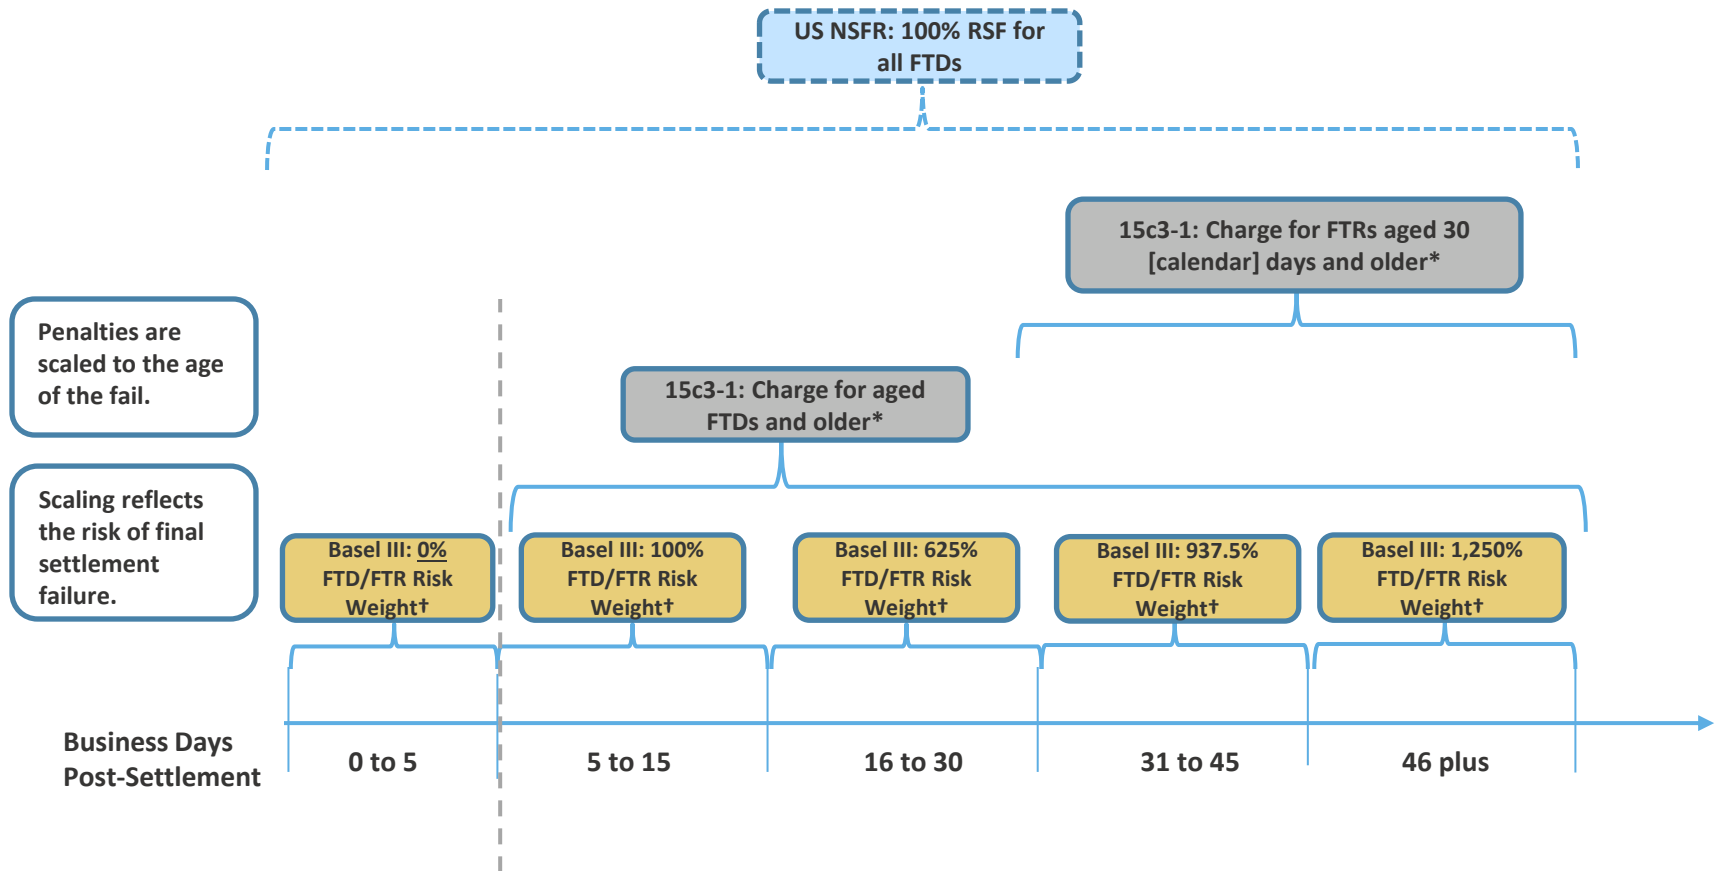 US NSFR: 100% RSF for
all FTDs
15c3-1: Charge for FTRs aged 30
[calendar] days and older*
Penalties are
scaled to the age
of the fail.
15c3-1: Charge for aged
FTDs and older*
Scaling reflects
the risk of final
settlement
failure.
Basel III: 0%
FTD/FTR Risk
Weight†
Basel III: 100%
FTD/FTR Risk
Weight†
Basel III: 625%
FTD/FTR Risk
Weight†
Basel III: 937.5%
FTD/FTR Risk
Weight†
Basel III: 1,250%
FTD/FTR Risk
Weight†
Business Days
Post-Settlement
0 to 5
5 to 15
16 to 30
31 to 45
46 plus